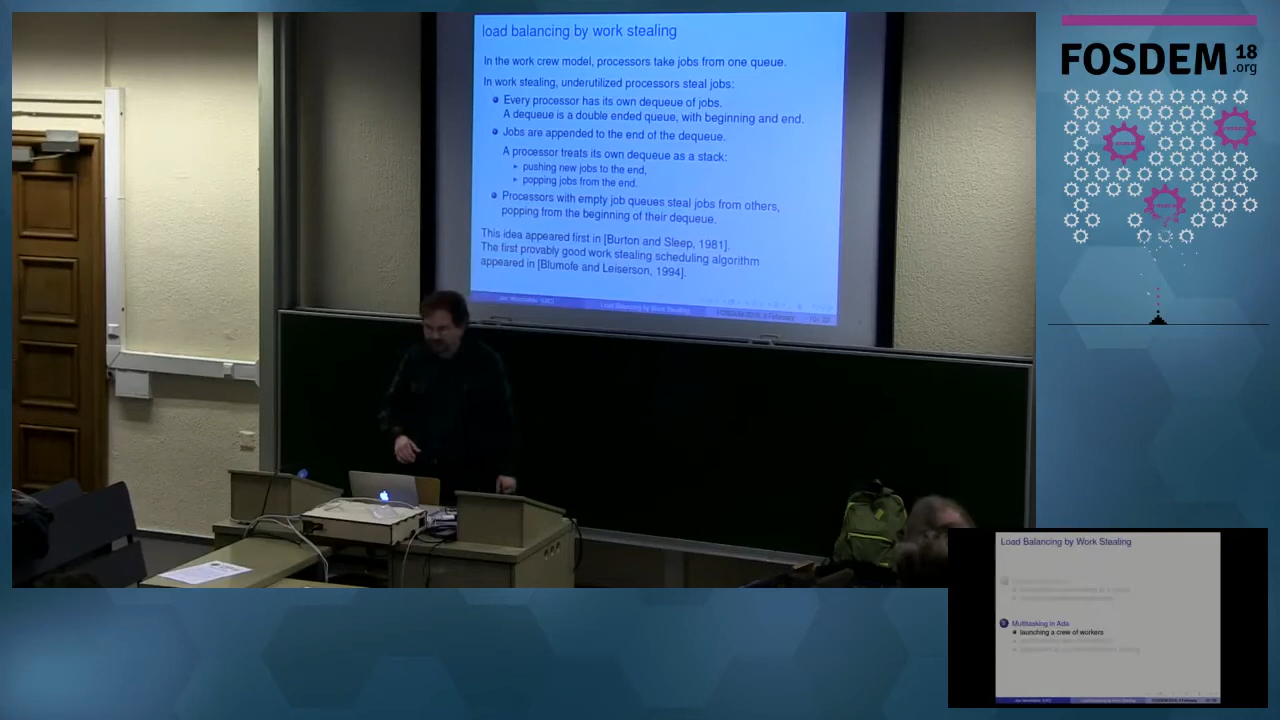 load balancing by work stealing
In the work crew model, processors take jobs from one queue.
In work stealing, underutilized processors steal jobs:
Every processor has its own dequeue of jobs.
A dequeue is a double ended queue, with beginning and end.
Jobs are appended to the end of the dequeue.
A processor treats its own dequeue as a stack:
pushing new jobs to the end,
popping jobs from the end.
Processors with empty job queues steal jobs from others,
popping from the beginning of their dequeue.
This idea appeared first in [Burton and Sleep, 1981].
The first provably good work stealing scheduling algorithm
appeared in [Blumofe and Leiserson, 1994].
Load Balancing by Work Stealing
FOSDEM 18
.org
Load Balancing by Work Stealing
Multitasking in Ada
launching a crew of workers